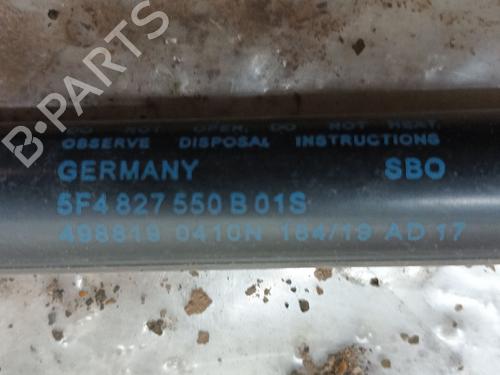 B-PARTS
DO NOT OPEN, DO NOT HEAT.
OBSERVE DISPOSAL INSTRUCTIONS
GERMANY SBO
5F4 827 550 B 01S
498819 0410N 184/19 AD 17